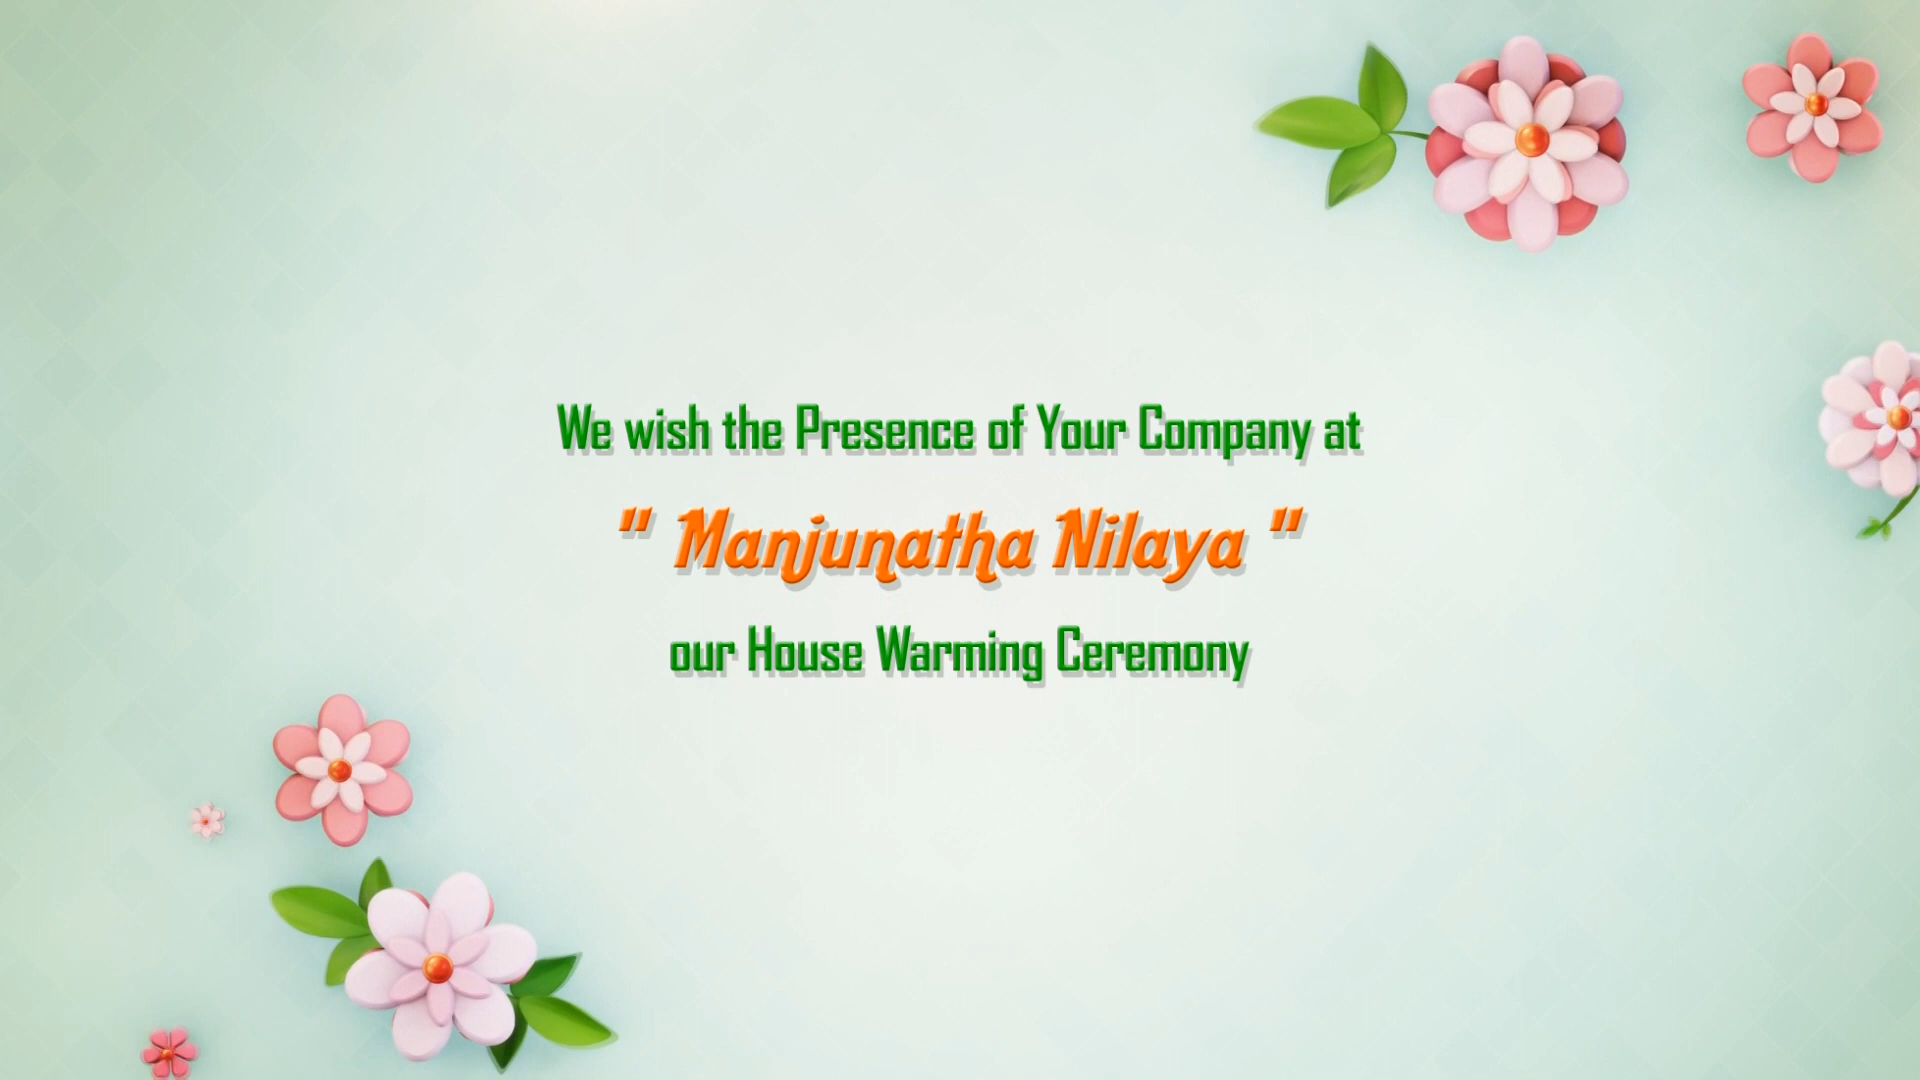 We wish the Presence of Your Company at
" Manjunatha Nilaya "
our House Warming Ceremony